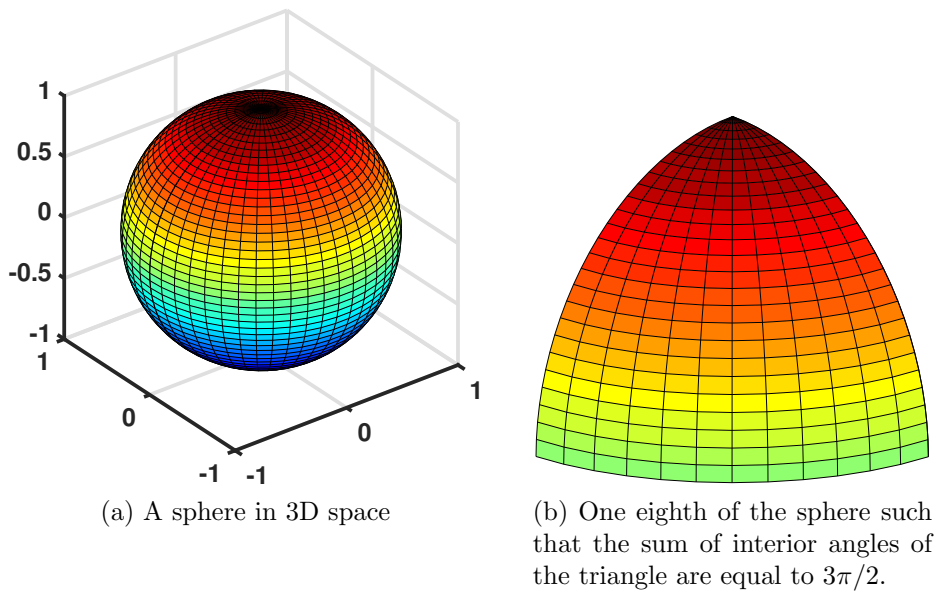 1
0.5
0
-0.5
-1
1
0
-1
-1
0
1
(a) A sphere in 3D space
(b) One eighth of the sphere such
that the sum of interior angles of
the triangle are equal to 3π/2.